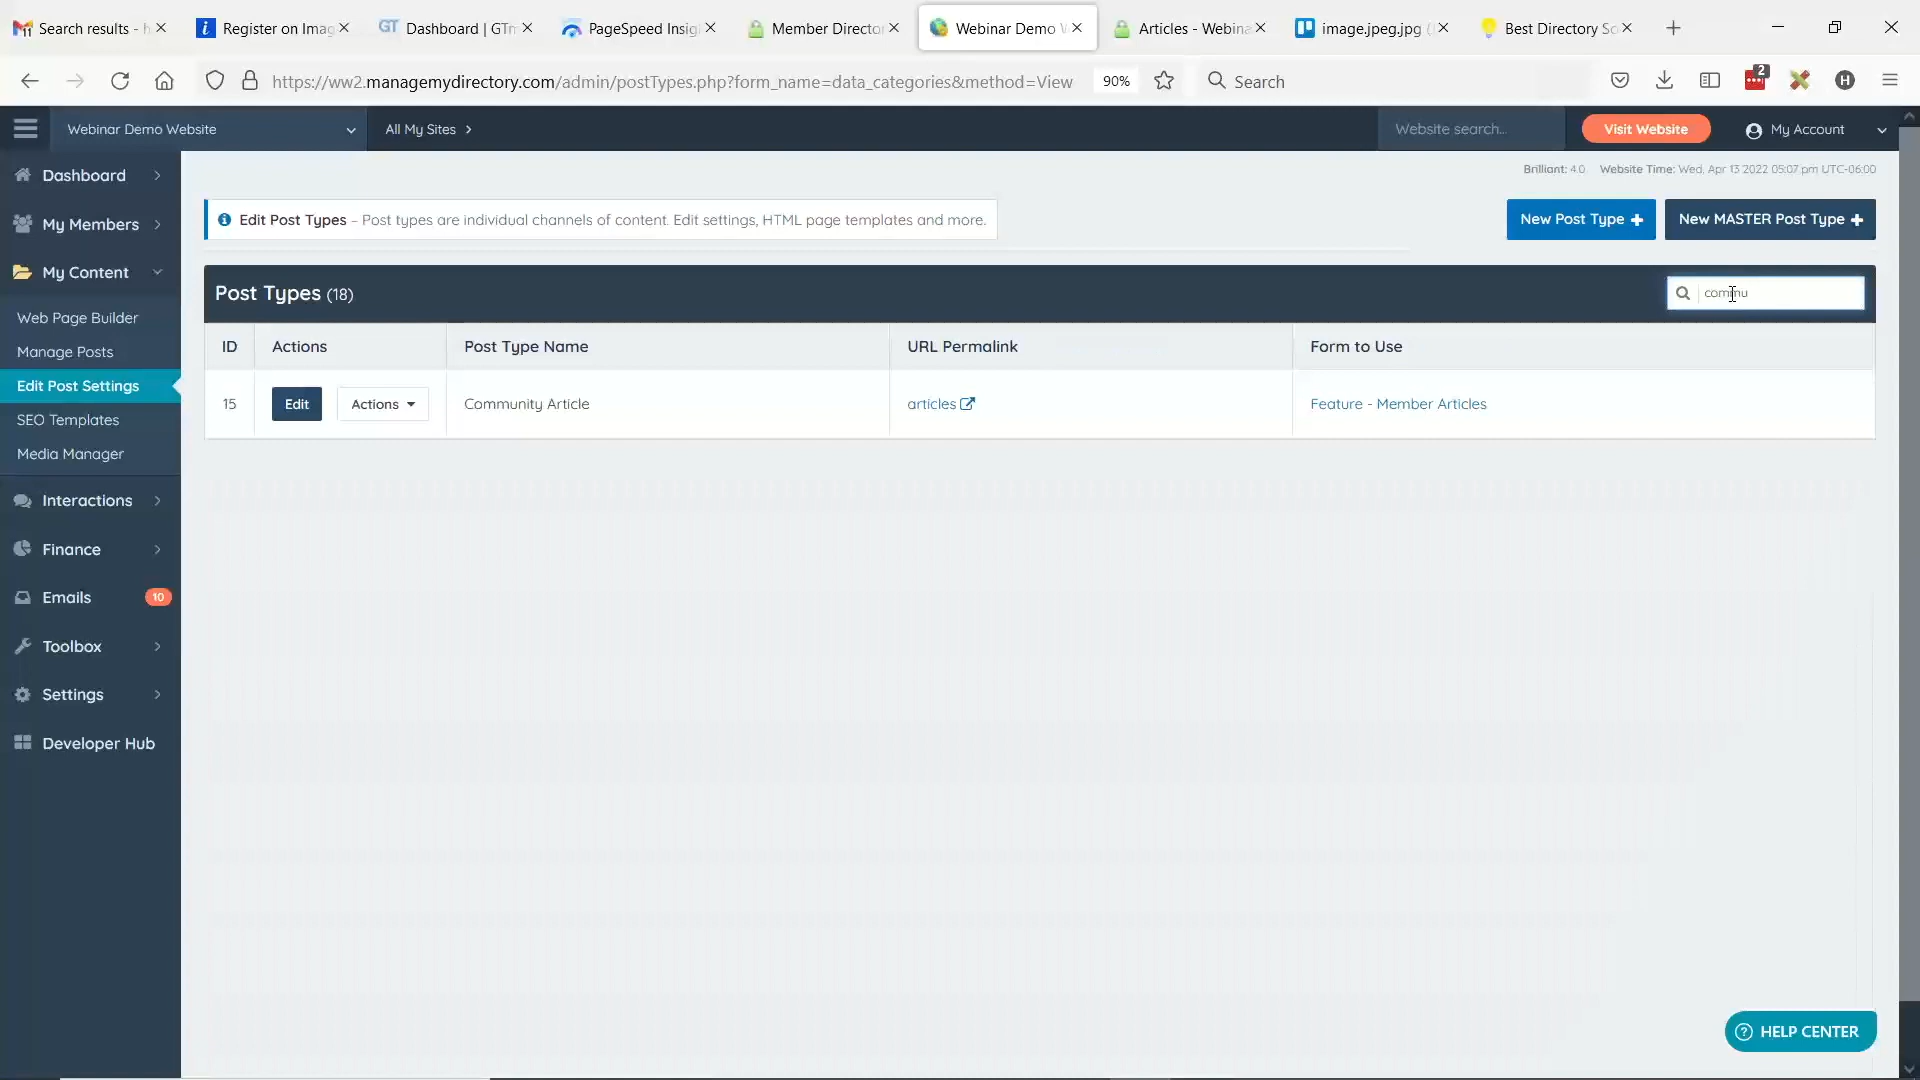 Search results - h
Register on Imag
GT Dashboard | GTm
PageSpeed Insig
Member Directo
Webinar Demo W
Articles - Webina
image.jpeg.jpg (
Best Directory So
https://ww2.managemydirectory.com/admin/postTypes.php?form_name=data_categories&method=View
90%
Search
2
H
Webinar Demo Website
All My Sites
Website search...
Visit Website
My Account
Brilliant: 4.0 Website Time: Wed, Apr 13 2022 05:07 pm UTC-06:00
Dashboard
My Members
My Content
Web Page Builder
Manage Posts
Edit Post Settings
SEO Templates
Media Manager
Interactions
Finance
Emails 10
Toolbox
Settings
Developer Hub
Edit Post Types – Post types are individual channels of content. Edit settings, HTML page templates and more.
New Post Type +
New MASTER Post Type +
Post Types (18)
commu
ID Actions Post Type Name URL Permalink Form to Use
15 Edit Actions Community Article articles Feature - Member Articles
? HELP CENTER